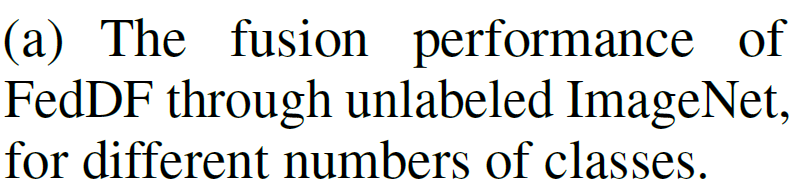 (a) The fusion performance of
FedDF through unlabeled ImageNet,
for different numbers of classes.